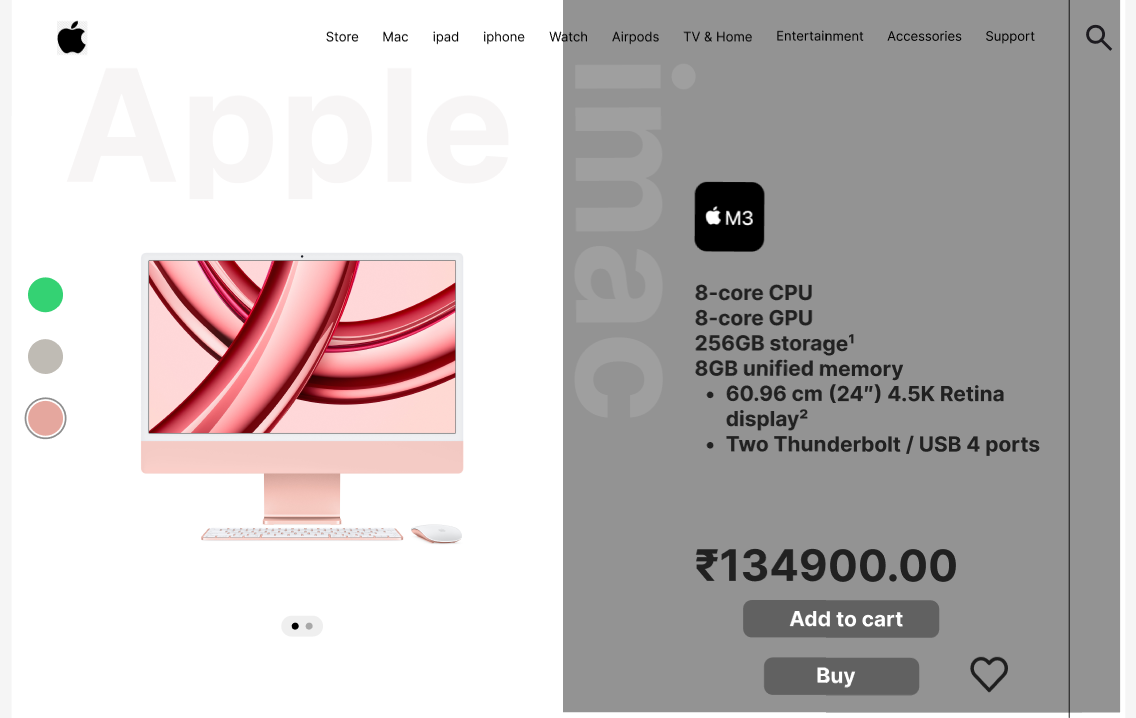 Store Mac ipad iphone Watch Airpods TV & Home Entertainment Accessories Support
Apple
imac
M3
8-core CPU
8-core GPU
256GB storage¹
8GB unified memory
• 60.96 cm (24″) 4.5K Retina
display²
• Two Thunderbolt / USB 4 ports
₹134900.00
Add to cart
Buy